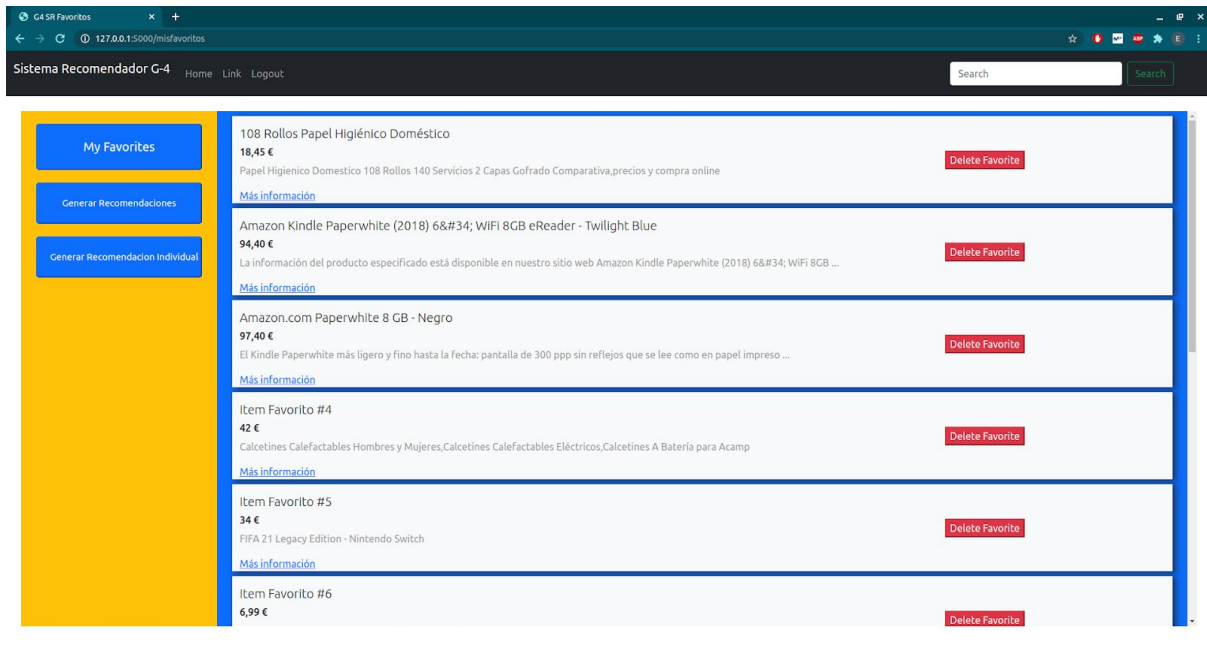 G4 SR Favoritos
127.0.0.1:5000/misfavoritos
ABP
E
Sistema Recomendador G-4 Home Link Logout Search Search
My Favorites
Generar Recomendaciones
Generar Recomendacion Individual
108 Rollos Papel Higiénico Doméstico
18,45 €
Papel Higienico Domestico 108 Rollos 140 Servicios 2 Capas Gofrado Comparativa,precios y compra online
Más información
Delete Favorite
Amazon Kindle Paperwhite (2018) 6&#34; WiFi 8GB eReader - Twilight Blue
94,40 €
La información del producto especificado está disponible en nuestro sitio web Amazon Kindle Paperwhite (2018) 6&#34; WiFi 8GB ...
Más información
Delete Favorite
Amazon.com Paperwhite 8 GB - Negro
97,40 €
El Kindle Paperwhite más ligero y fino hasta la fecha: pantalla de 300 ppp sin reflejos que se lee como en papel impreso ...
Más información
Delete Favorite
Item Favorito #4
42 €
Calcetines Calefactables Hombres y Mujeres,Calcetines Calefactables Eléctricos,Calcetines A Batería para Acamp
Más información
Delete Favorite
Item Favorito #5
34 €
FIFA 21 Legacy Edition - Nintendo Switch
Más información
Delete Favorite
Item Favorito #6
6,99 €
Delete Favorite